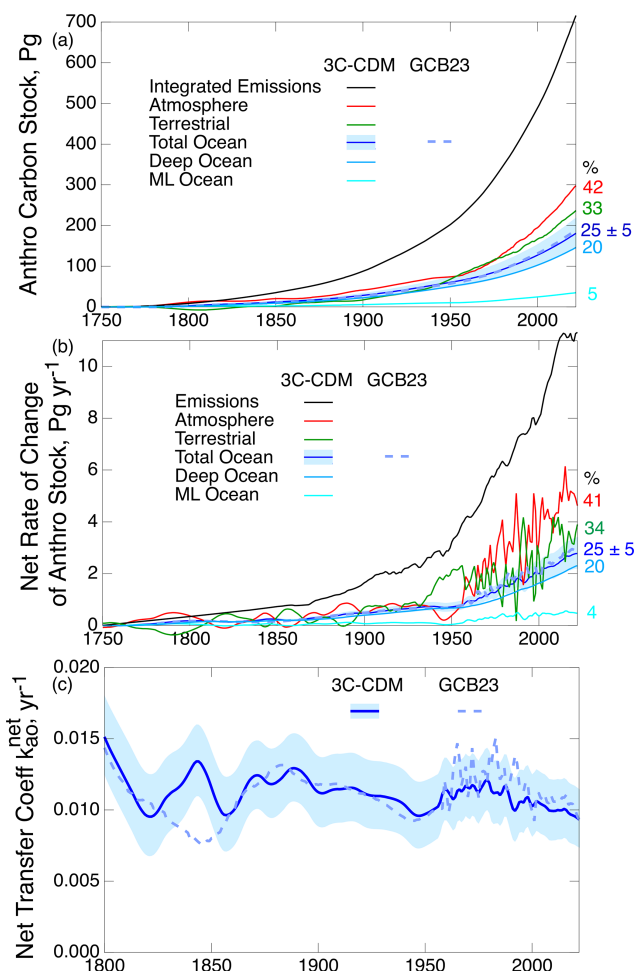 (a)
Anthro Carbon Stock, Pg
700
600
500
400
300
200
100
0
3C-CDM GCB23
Integrated Emissions
Atmosphere
Terrestrial
Total Ocean
Deep Ocean
ML Ocean
%
42
33
25 ± 5
20
5
1750 1800 1850 1900 1950 2000
(b)
Net Rate of Change
of Anthro Stock, Pg yr-1
10
8
6
4
2
0
3C-CDM GCB23
Emissions
Atmosphere
Terrestrial
Total Ocean
Deep Ocean
ML Ocean
%
41
34
25 ± 5
20
4
1750 1800 1850 1900 1950 2000
(c)
Net Transfer Coeff k_ao^net, yr-1
0.020
0.015
0.010
0.005
0.000
3C-CDM GCB23
1800 1850 1900 1950 2000